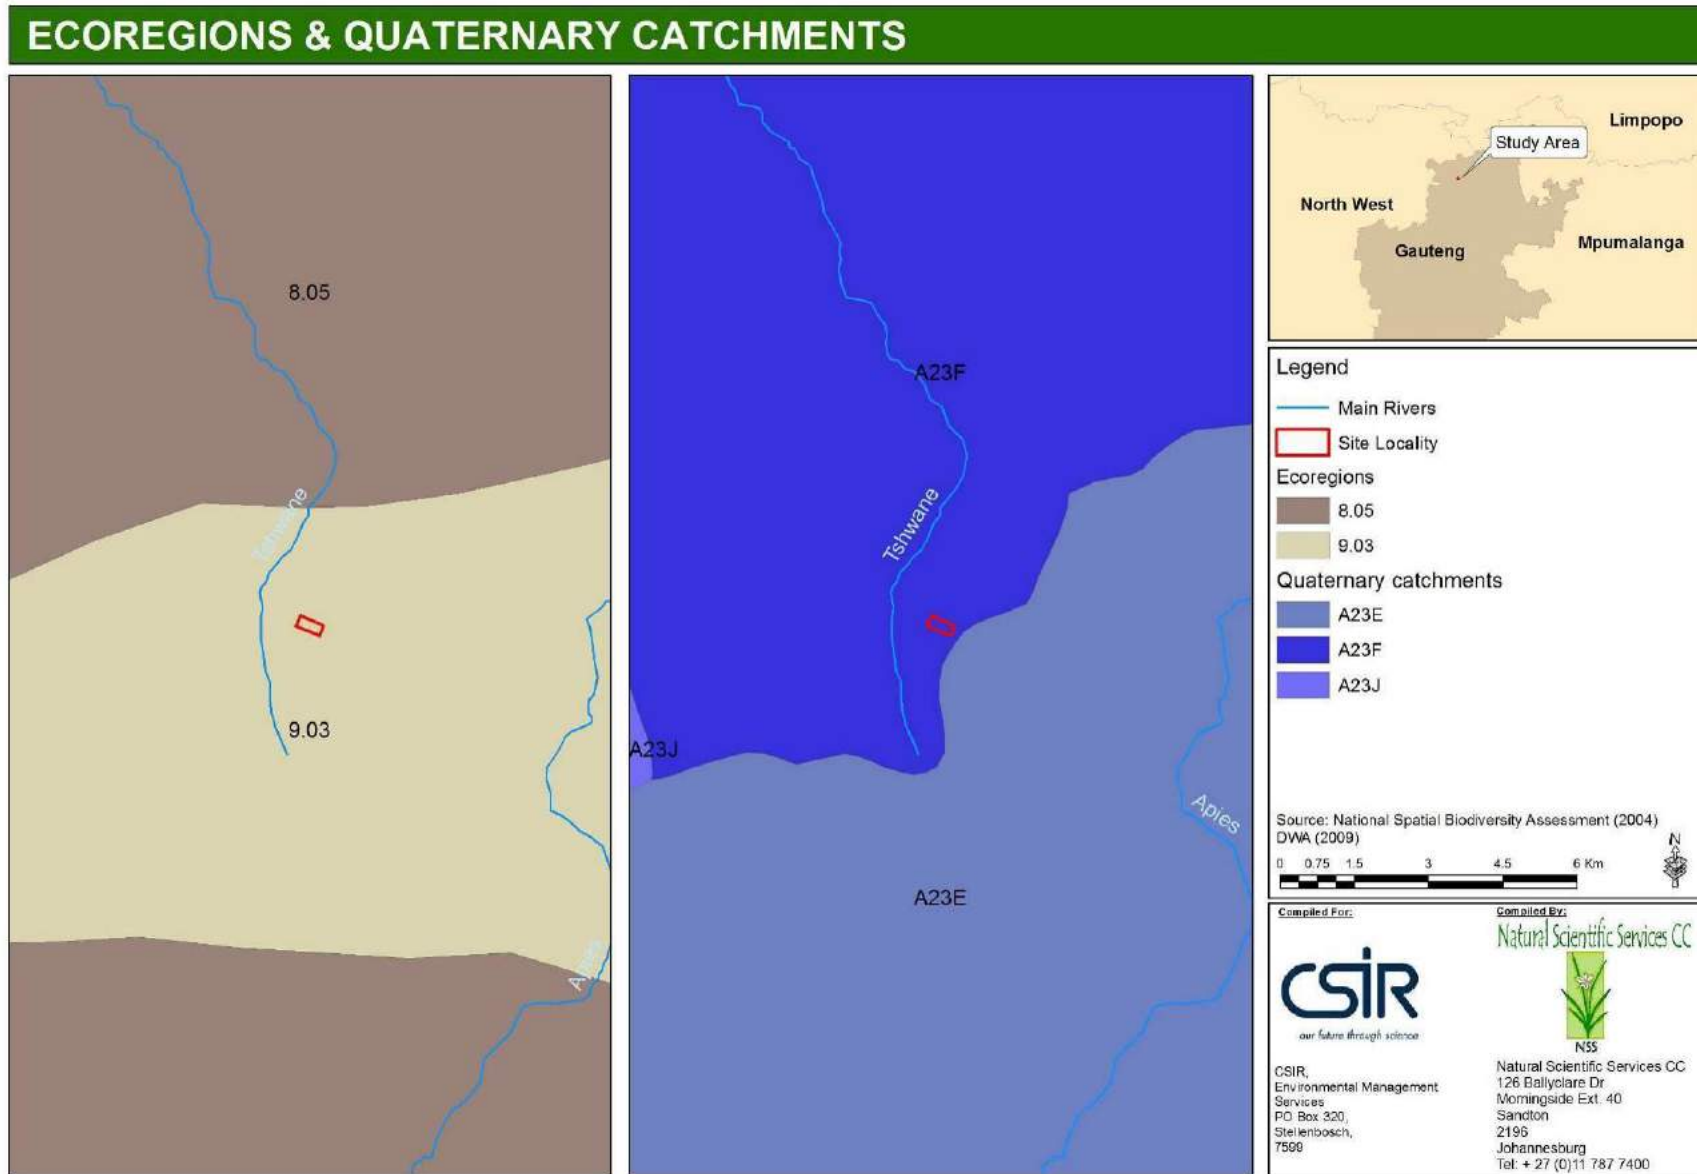 ECOREGIONS & QUATERNARY CATCHMENTS
8.05
Tshwane
9.03
Apies
A23F
Tshwane
A23J
Apies
A23E
Limpopo
Study Area
North West
Mpumalanga
Gauteng
Legend
Main Rivers
Site Locality
Ecoregions
8.05
9.03
Quaternary catchments
A23E
A23F
A23J
Source: National Spatial Biodiversity Assessment (2004)
DWA (2009)
N
0 0.75 1.5 3 4.5 6 Km
Compiled For:
CSIR
our future through science
CSIR,
Environmental Management
Services
PO Box 320,
Stellenbosch,
7599
Compiled By:
Natural Scientific Services CC
NSS
Natural Scientific Services CC
126 Ballyclare Dr
Morningside Ext. 40
Sandton
2196
Johannesburg
Tel: + 27 (0)11 787 7400